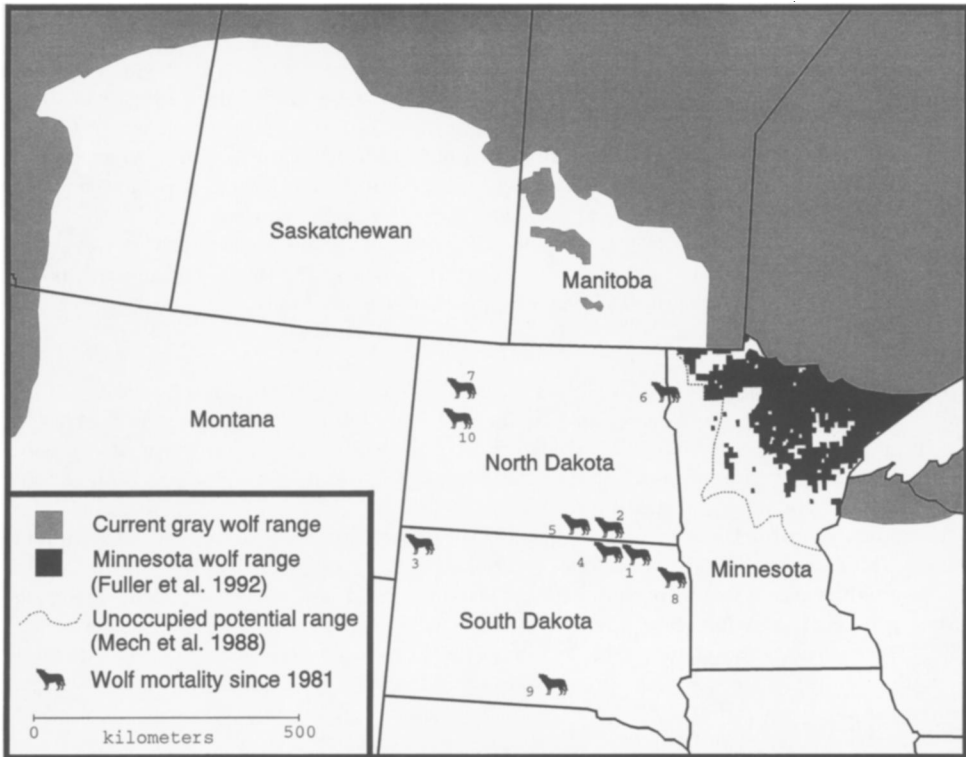 Saskatchewan
Manitoba
Montana
North Dakota
South Dakota
Minnesota
7
10
6
5
2
3
4
1
8
9
Current gray wolf range
Minnesota wolf range
(Fuller et al. 1992)
Unoccupied potential range
(Mech et al. 1988)
Wolf mortality since 1981
0 kilometers 500